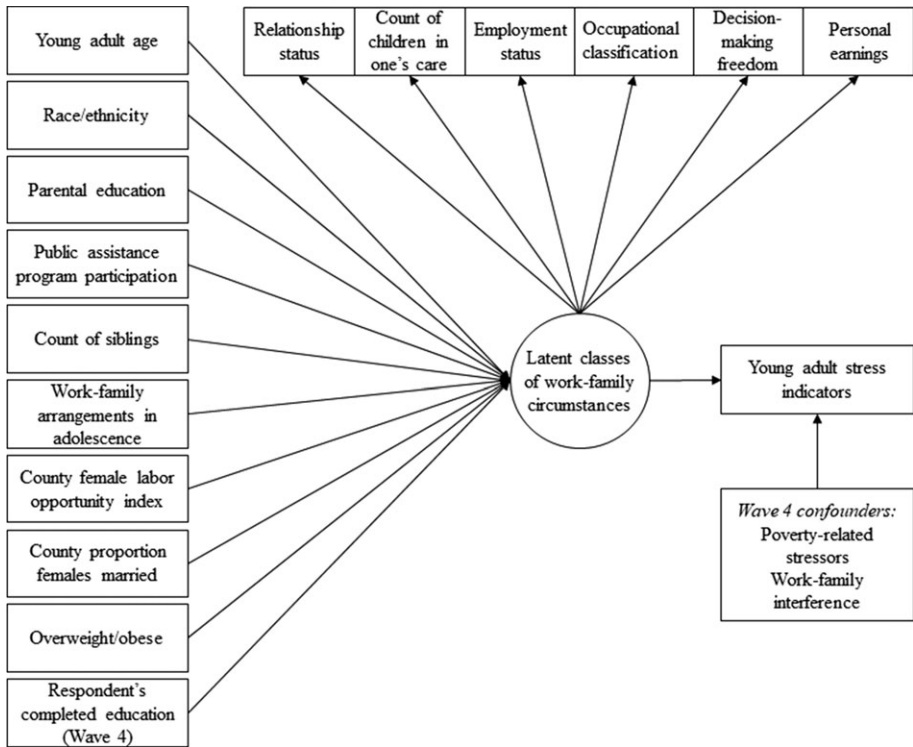 Young adult age
Race/ethnicity
Parental education
Public assistance
program participation
Count of siblings
Work-family
arrangements in
adolescence
County female labor
opportunity index
County proportion
females married
Overweight/obese
Respondent's
completed education
(Wave 4)
Relationship
status
Count of
children in
one's care
Employment
status
Occupational
classification
Decision-
making
freedom
Personal
earnings
Latent classes
of work-family
circumstances
Young adult stress
indicators
Wave 4 confounders:
Poverty-related
stressors
Work-family
interference